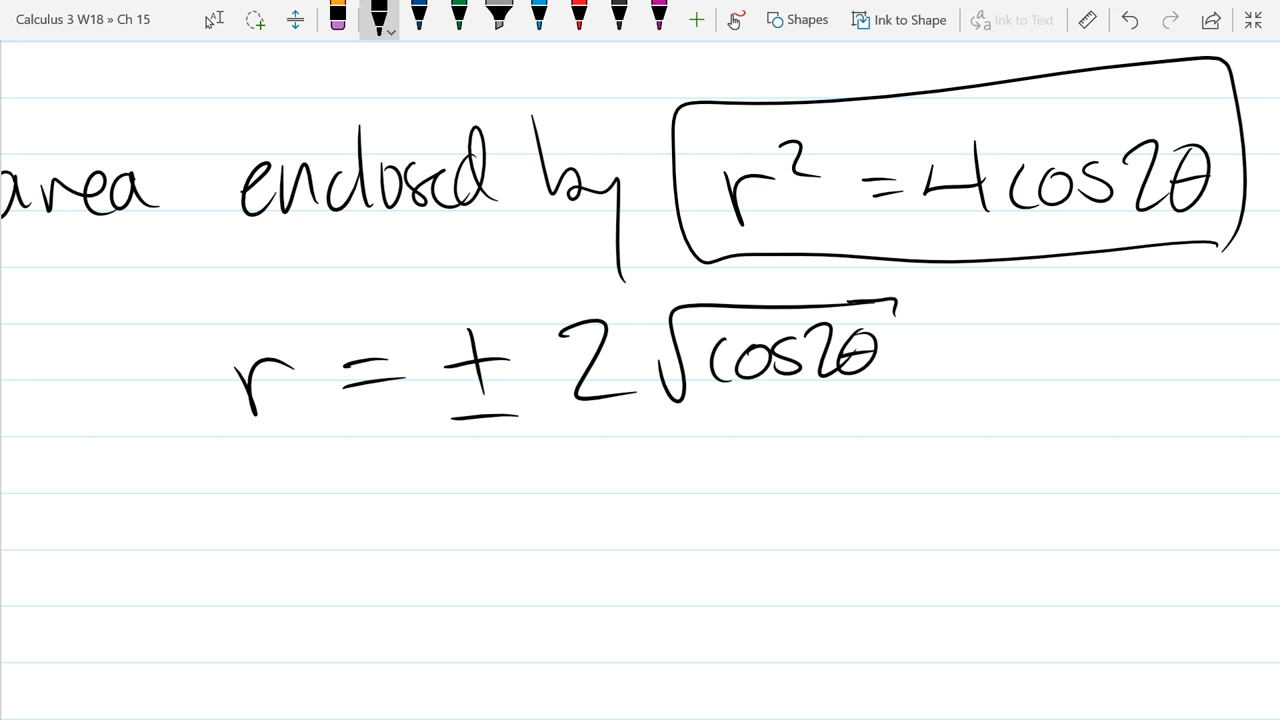 Calculus 3 W18 » Ch 15 Shapes Ink to Shape Ink to Text
area enclosed by r² = 4cos2θ
r = ± 2√cos2θ